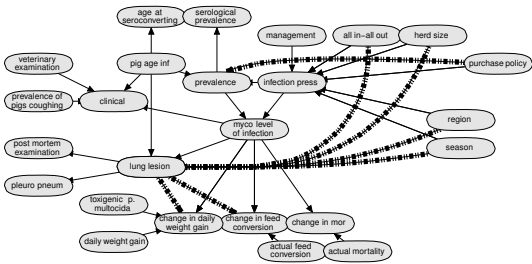 age at
seroconverting
serological
prevalence
management
all in−all out
herd size
veterinary
examination
pig age inf
purchase policy
prevalence
infection press
prevalence of
pigs coughing
clinical
region
myco level
of infection
post mortem
examination
season
lung lesion
pleuro pneum
toxigenic p.
multocida
change in daily
weight gain
change in feed
conversion
change in mor
daily weight gain
actual feed
conversion
actual mortality